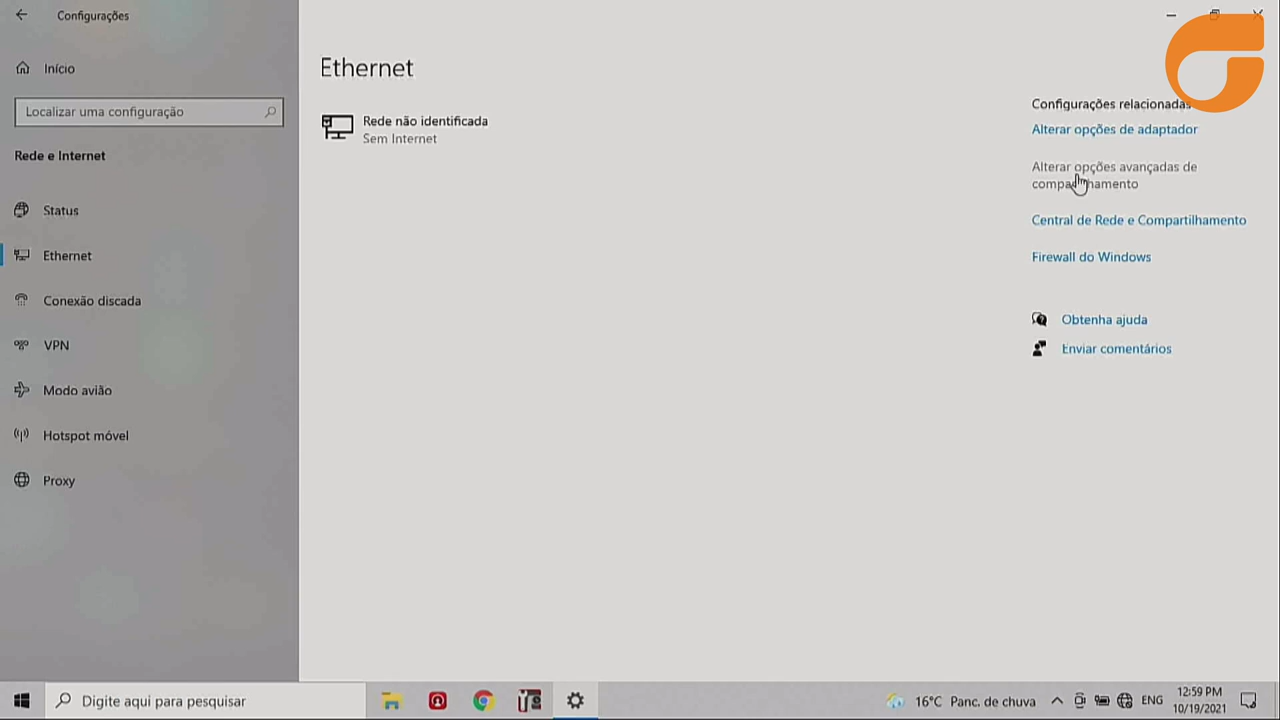 Configurações
Início
Localizar uma configuração
Rede e Internet
Status
Ethernet
Conexão discada
VPN
Modo avião
Hotspot móvel
Proxy
Ethernet
Rede não identificada
Sem Internet
Configurações relacionadas
Alterar opções de adaptador
Alterar opções avançadas de
compartilhamento
Central de Rede e Compartilhamento
Firewall do Windows
Obtenha ajuda
Enviar comentários
Digite aqui para pesquisar
16°C Panc. de chuva
ENG
12:59 PM
10/19/2021